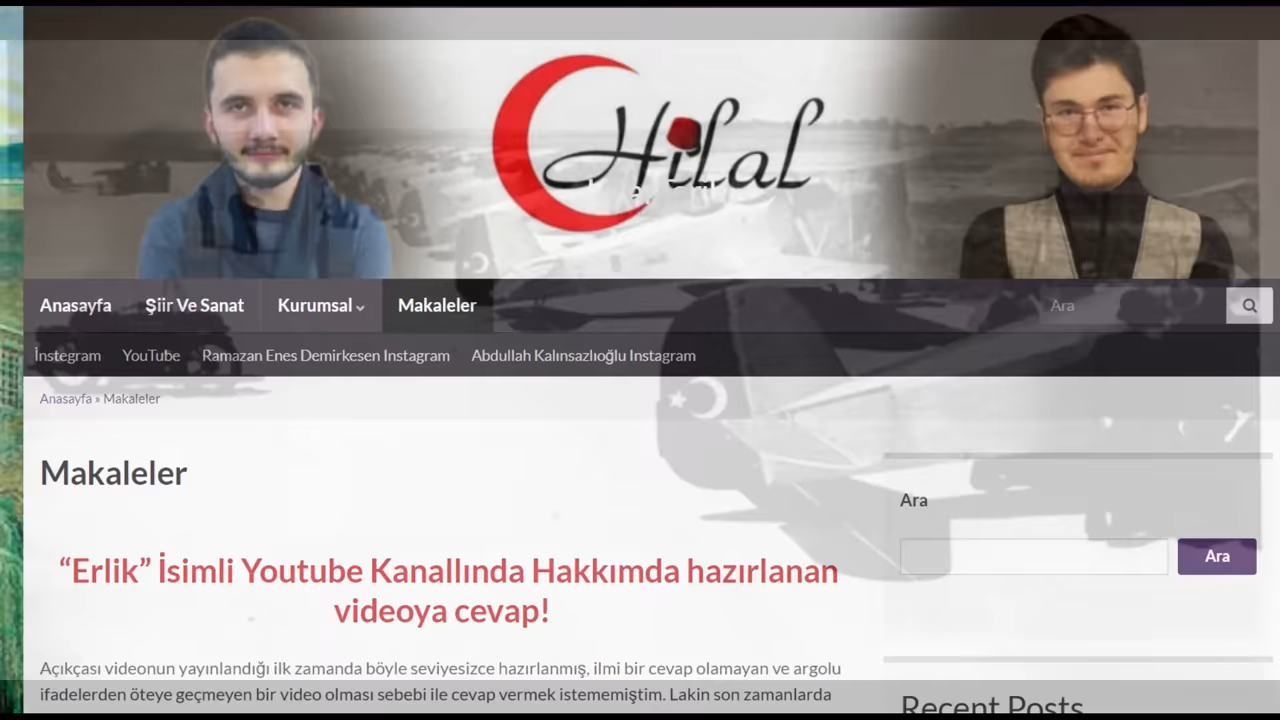 Hilal
Anasayfa Şiir Ve Sanat Kurumsal Makaleler Ara
İnstegram YouTube Ramazan Enes Demirkesen Instagram Abdullah Kalınsazlıoğlu Instagram
Anasayfa » Makaleler
Makaleler
Ara
Ara
“Erlik” İsimli Youtube Kanallında Hakkımda hazırlanan
videoya cevap!
Açıkçası videonun yayınlandığı ilk zamanda böyle seviyesizce hazırlanmış, ilmi bir cevap olamayan ve argolu
ifadelerden öteye geçmeyen bir video olması sebebi ile cevap vermek istememiştim. Lakin son zamanlarda
Recent Posts